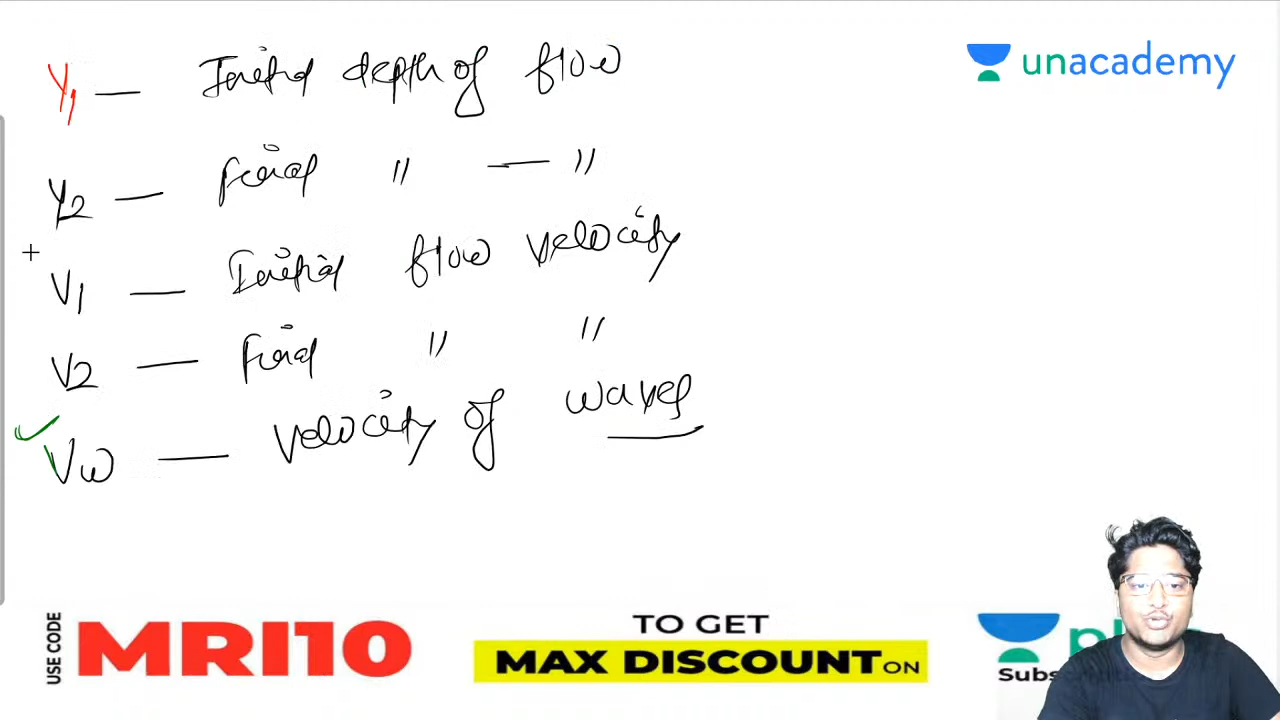 y1 — Initial depth of flow
unacademy
y2 — Final " — "
V1 — Initial flow velocity
V2 — Final " "
Vw — velocity of waves
USE CODE
MRI10
TO GET
MAX DISCOUNT ON